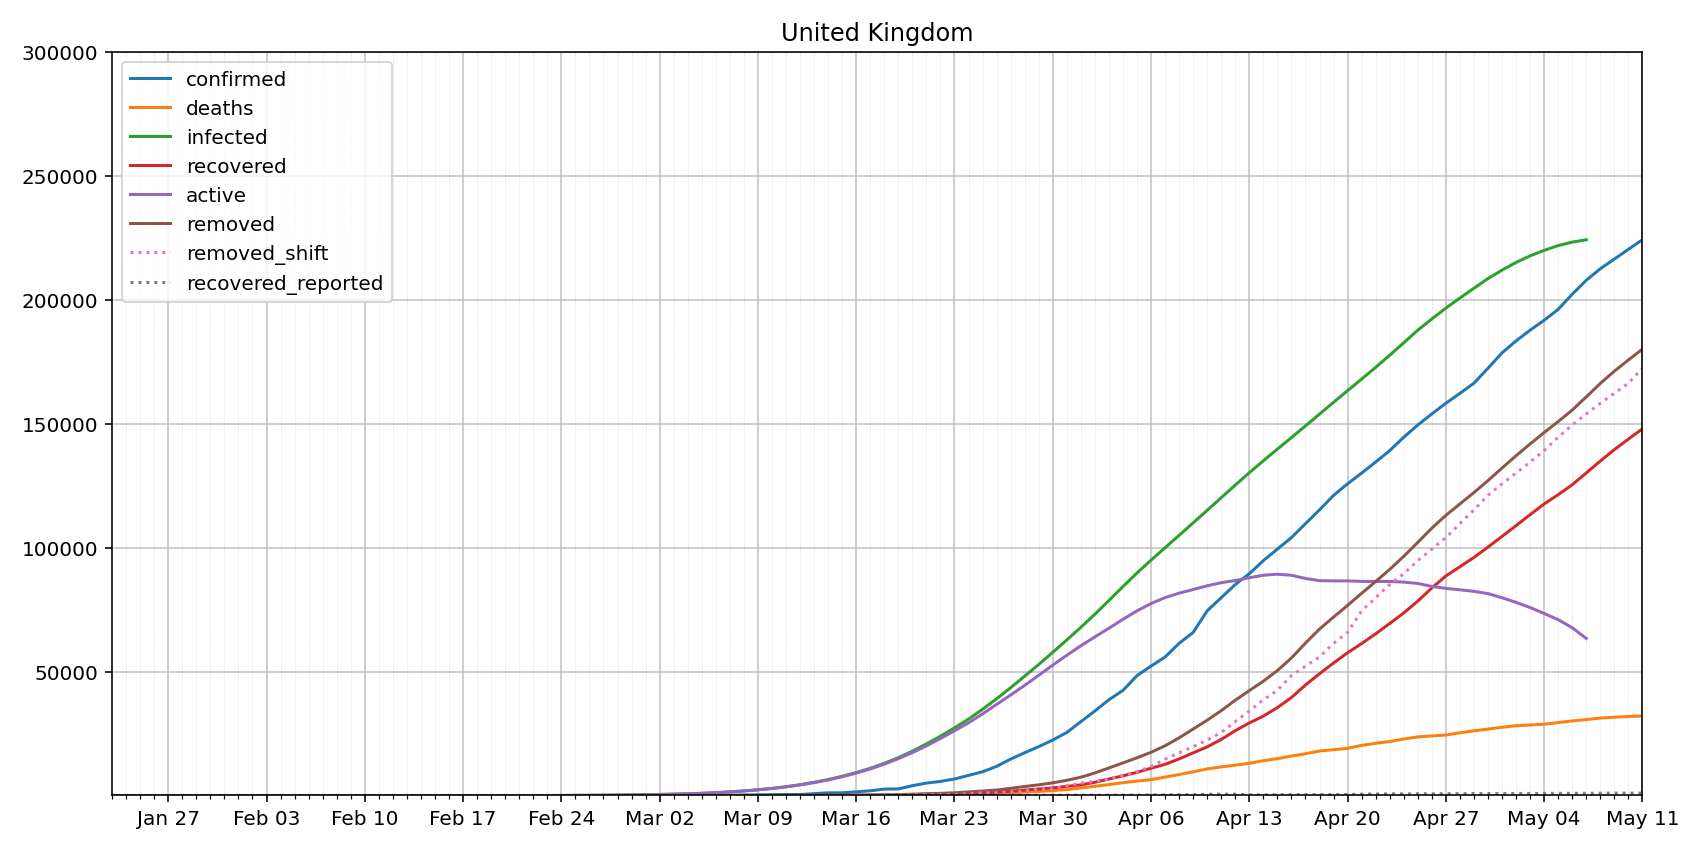 United Kingdom
300000
250000
200000
150000
100000
50000
confirmed
deaths
infected
recovered
active
removed
removed_shift
recovered_reported
Jan 27 Feb 03 Feb 10 Feb 17 Feb 24 Mar 02 Mar 09 Mar 16 Mar 23 Mar 30 Apr 06 Apr 13 Apr 20 Apr 27 May 04 May 11